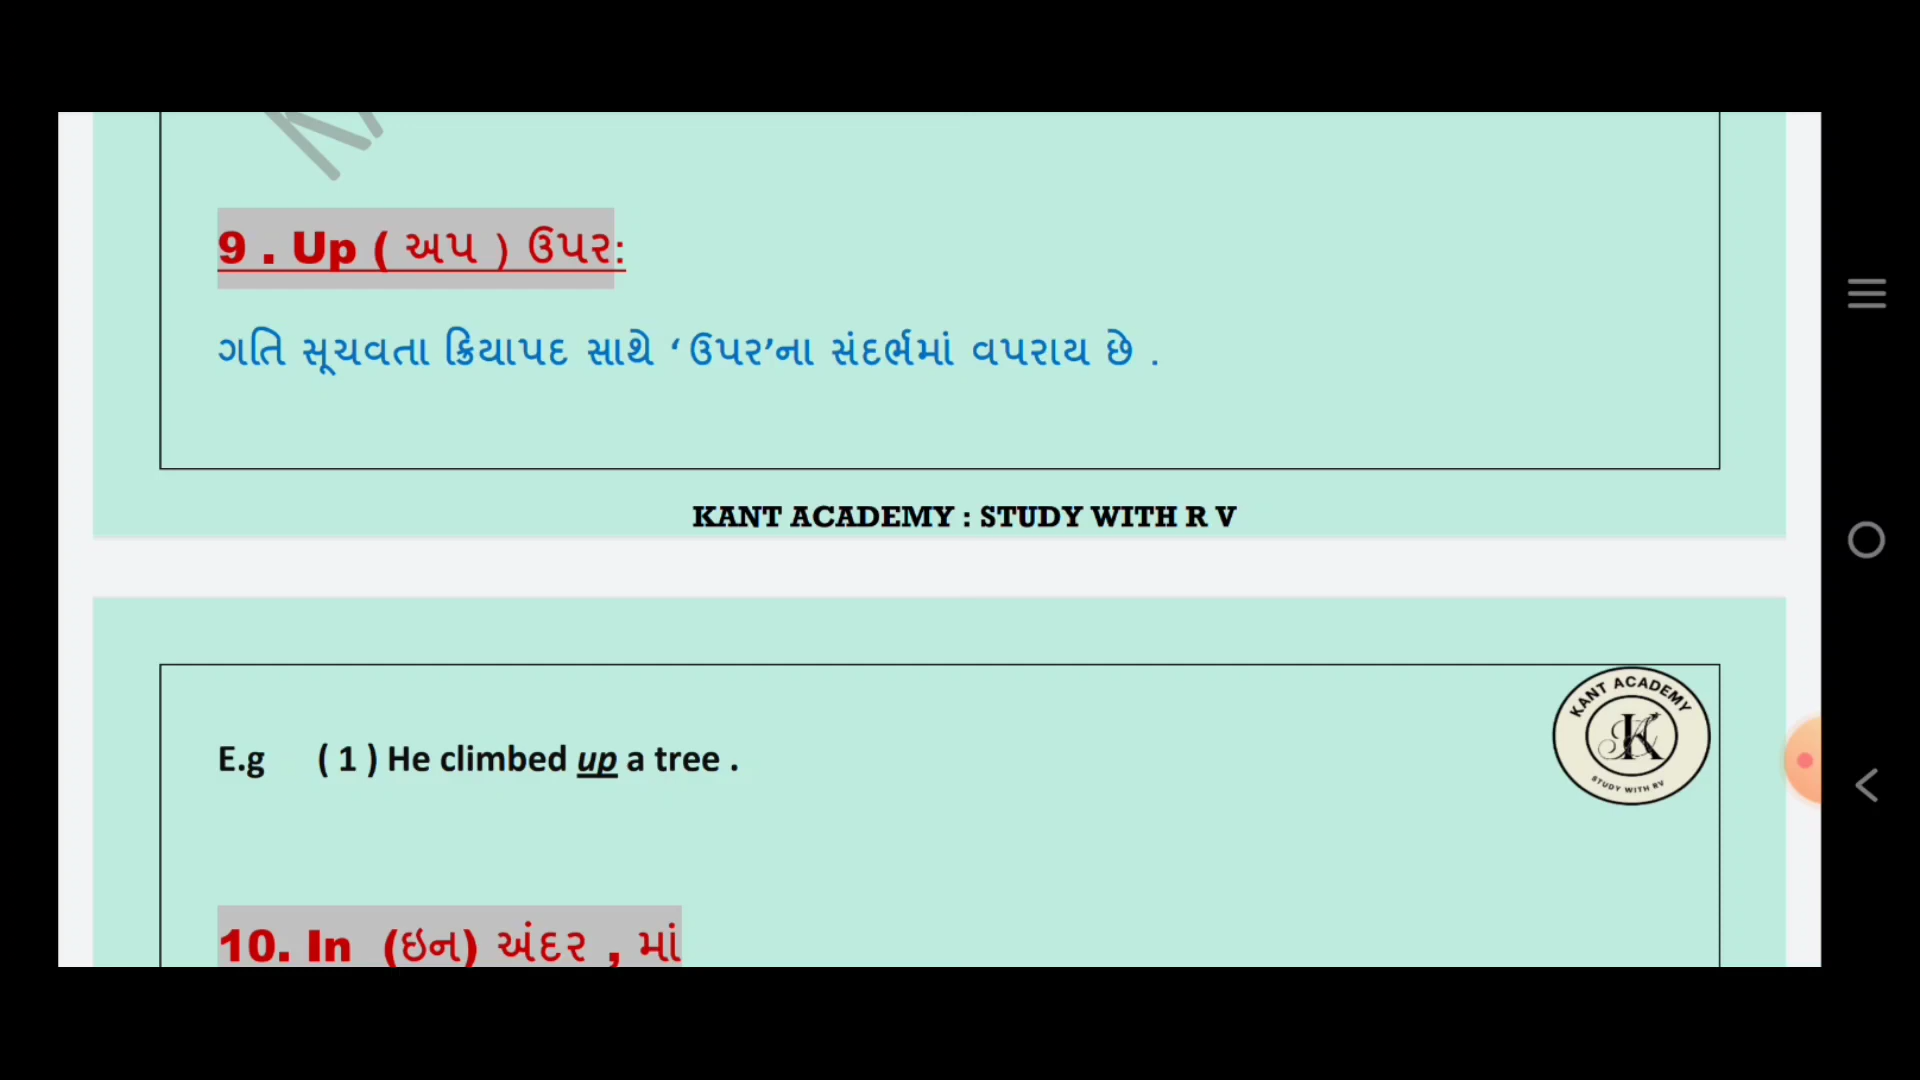 9 . Up ( અપ ) ઉપર:
ગતિ સૂચવતા ક્રિયાપદ સાથે ‘ ઉપર’ના સંદર્ભમાં વપરાય છે .
KANT ACADEMY : STUDY WITH R V
KANT ACADEMY
K
STUDY WITH RV
E.g ( 1 ) He climbed up a tree .
10. In (ઇન) અંદર , માં